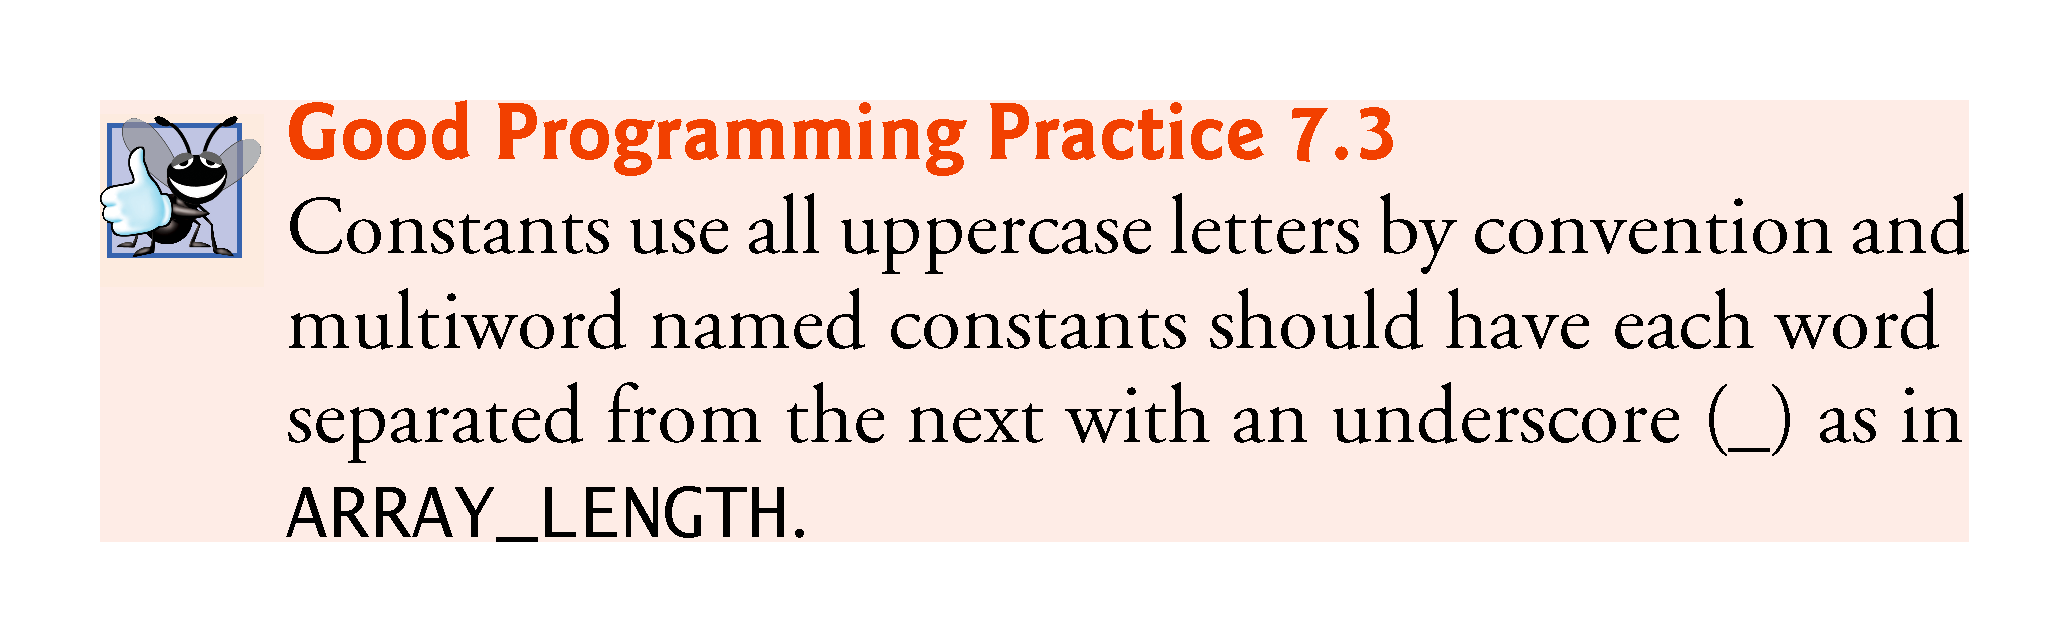 Good Programming Practice 7.3
Constants use all uppercase letters by convention and
multiword named constants should have each word
separated from the next with an underscore (_) as in
ARRAY_LENGTH.